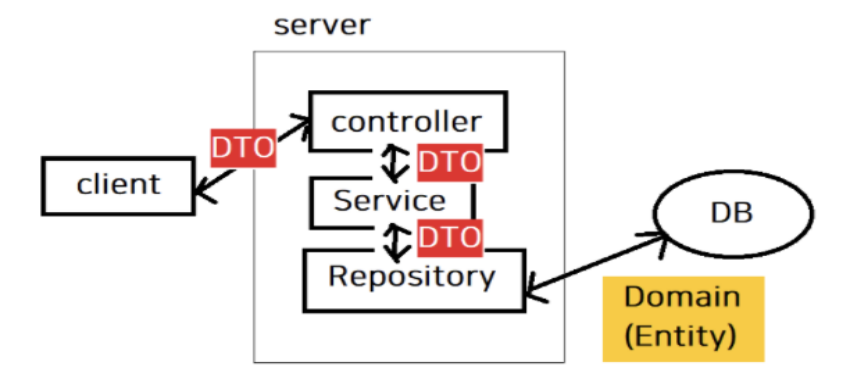 server
controller
DTO
DTO
client
Service
DTO
DB
Repository
Domain
(Entity)